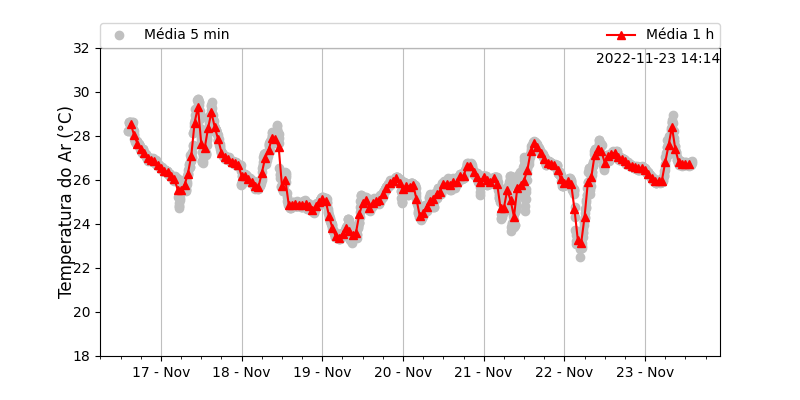 Média 5 min
Média 1 h
2022-11-23 14:14
Temperatura do Ar (°C)
32
30
28
26
24
22
20
18
17 - Nov
18 - Nov
19 - Nov
20 - Nov
21 - Nov
22 - Nov
23 - Nov